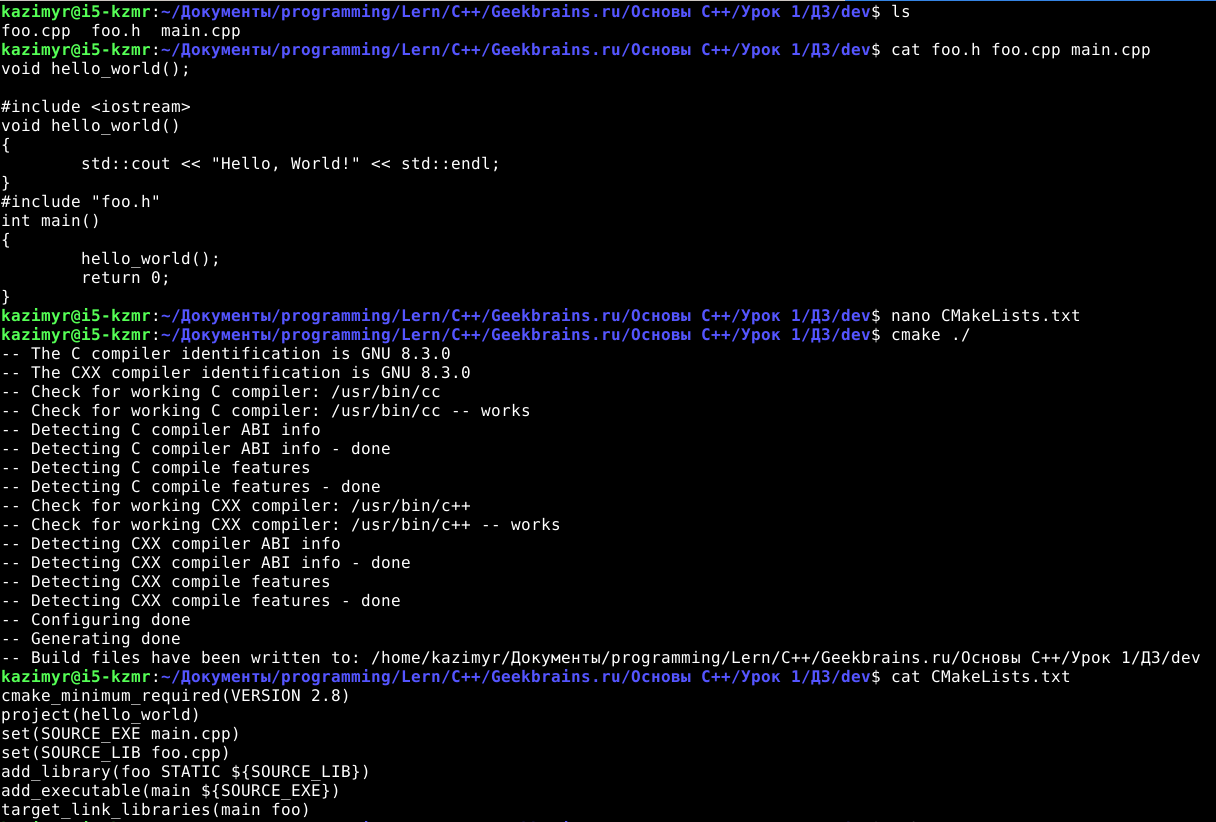 kazimyr@i5-kzmr:~/Документы/programming/Lern/C++/Geekbrains.ru/Основы C++/Урок 1/ДЗ/dev$ ls
foo.cpp  foo.h  main.cpp
kazimyr@i5-kzmr:~/Документы/programming/Lern/C++/Geekbrains.ru/Основы C++/Урок 1/ДЗ/dev$ cat foo.h foo.cpp main.cpp
void hello_world();

#include <iostream>
void hello_world()
{
        std::cout << "Hello, World!" << std::endl;
}
#include "foo.h"
int main()
{
        hello_world();
        return 0;
}
kazimyr@i5-kzmr:~/Документы/programming/Lern/C++/Geekbrains.ru/Основы C++/Урок 1/ДЗ/dev$ nano CMakeLists.txt
kazimyr@i5-kzmr:~/Документы/programming/Lern/C++/Geekbrains.ru/Основы C++/Урок 1/ДЗ/dev$ cmake ./
-- The C compiler identification is GNU 8.3.0
-- The CXX compiler identification is GNU 8.3.0
-- Check for working C compiler: /usr/bin/cc
-- Check for working C compiler: /usr/bin/cc -- works
-- Detecting C compiler ABI info
-- Detecting C compiler ABI info - done
-- Detecting C compile features
-- Detecting C compile features - done
-- Check for working CXX compiler: /usr/bin/c++
-- Check for working CXX compiler: /usr/bin/c++ -- works
-- Detecting CXX compiler ABI info
-- Detecting CXX compiler ABI info - done
-- Detecting CXX compile features
-- Detecting CXX compile features - done
-- Configuring done
-- Generating done
-- Build files have been written to: /home/kazimyr/Документы/programming/Lern/C++/Geekbrains.ru/Основы C++/Урок 1/ДЗ/dev
kazimyr@i5-kzmr:~/Документы/programming/Lern/C++/Geekbrains.ru/Основы C++/Урок 1/ДЗ/dev$ cat CMakeLists.txt
cmake_minimum_required(VERSION 2.8)
project(hello_world)
set(SOURCE_EXE main.cpp)
set(SOURCE_LIB foo.cpp)
add_library(foo STATIC ${SOURCE_LIB})
add_executable(main ${SOURCE_EXE})
target_link_libraries(main foo)